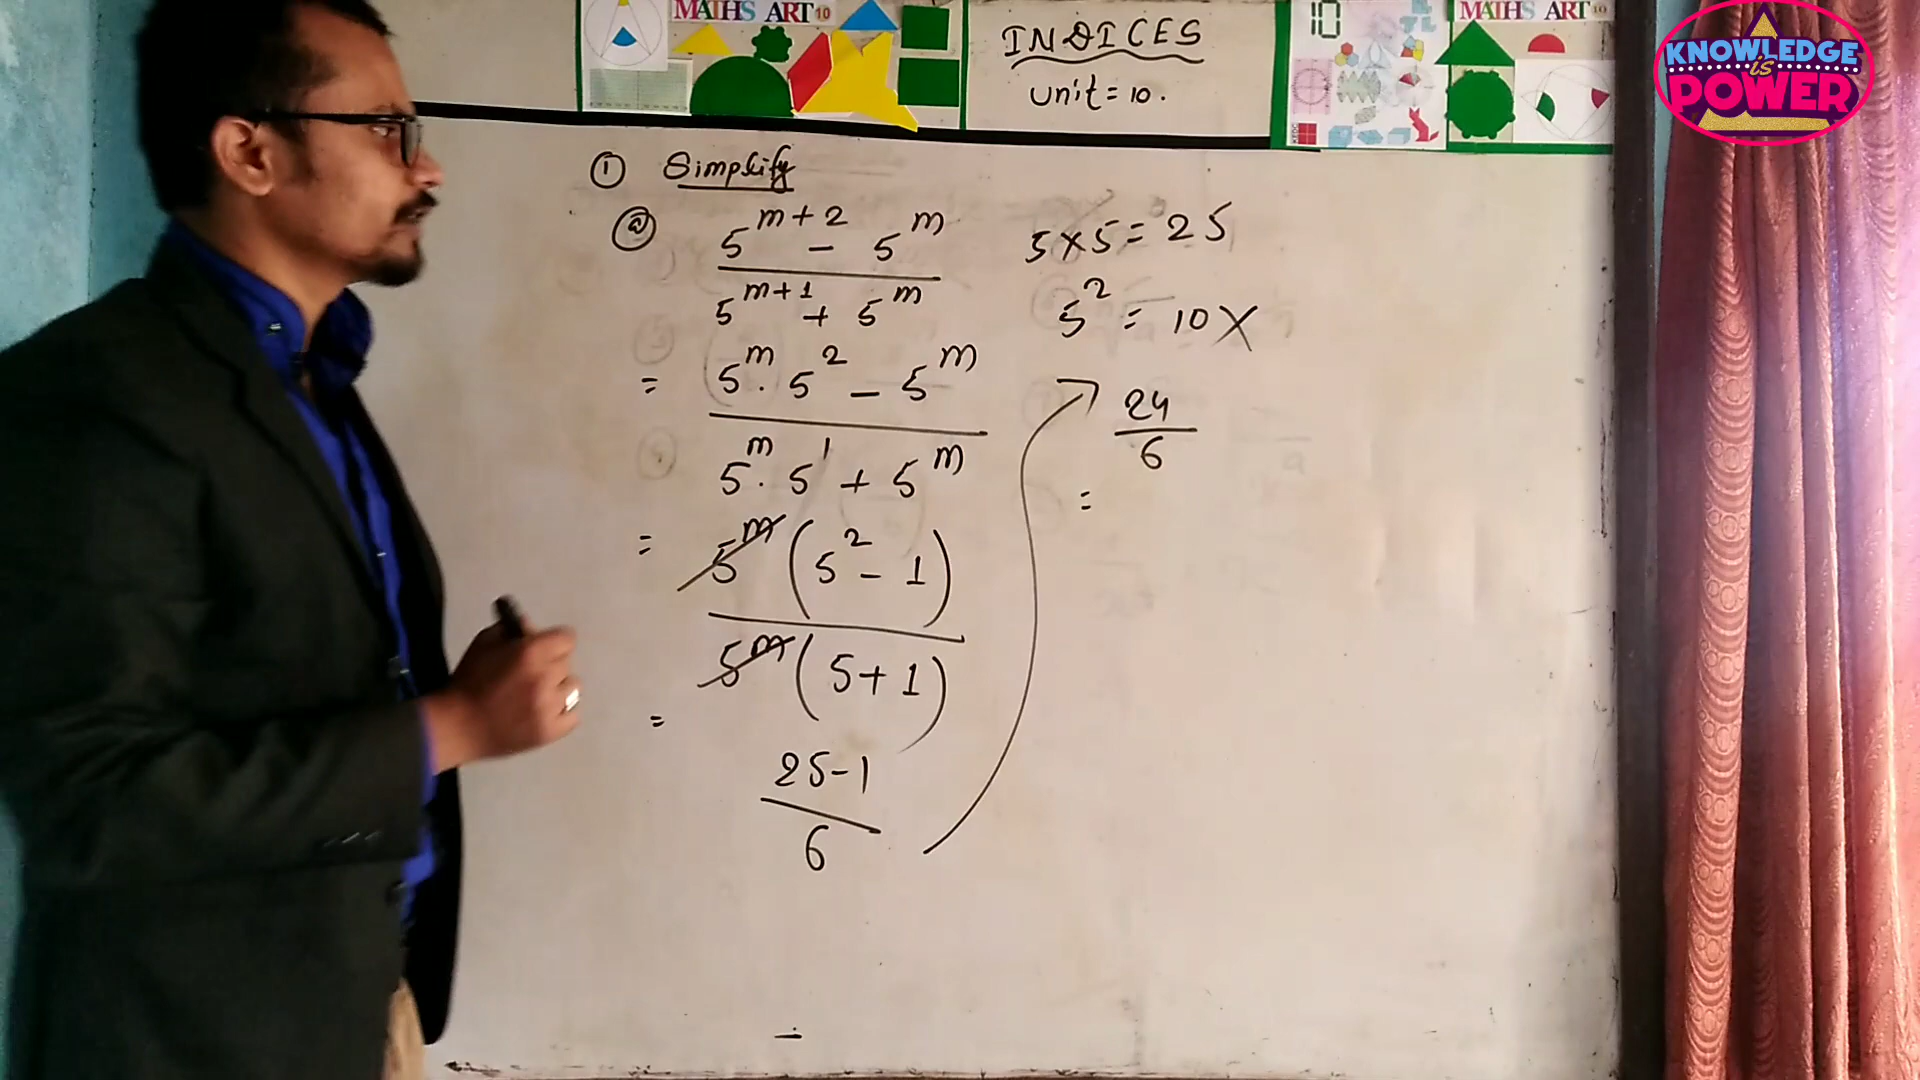 MATHS ART 10
INDICES
unit = 10.
10
MATHS ART 10
KNOWLEDGE
is
POWER
① Simplify
ⓐ 5^{m+2} - 5^m
5^{m+1} + 5^m
= 5^m . 5^2 - 5^m
5^m . 5^1 + 5^m
= 5^m (5^2 - 1)
5^m (5 + 1)
=
25-1
6
5×5 = 25
5^2 = 10 X
24
6
=